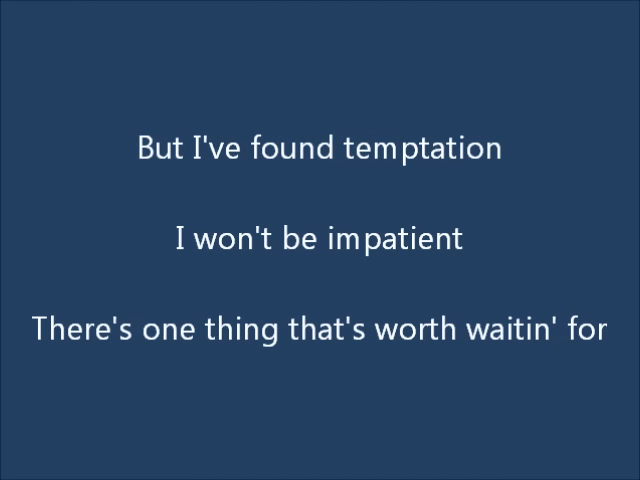 But I've found temptation
I won't be impatient
There's one thing that's worth waitin' for